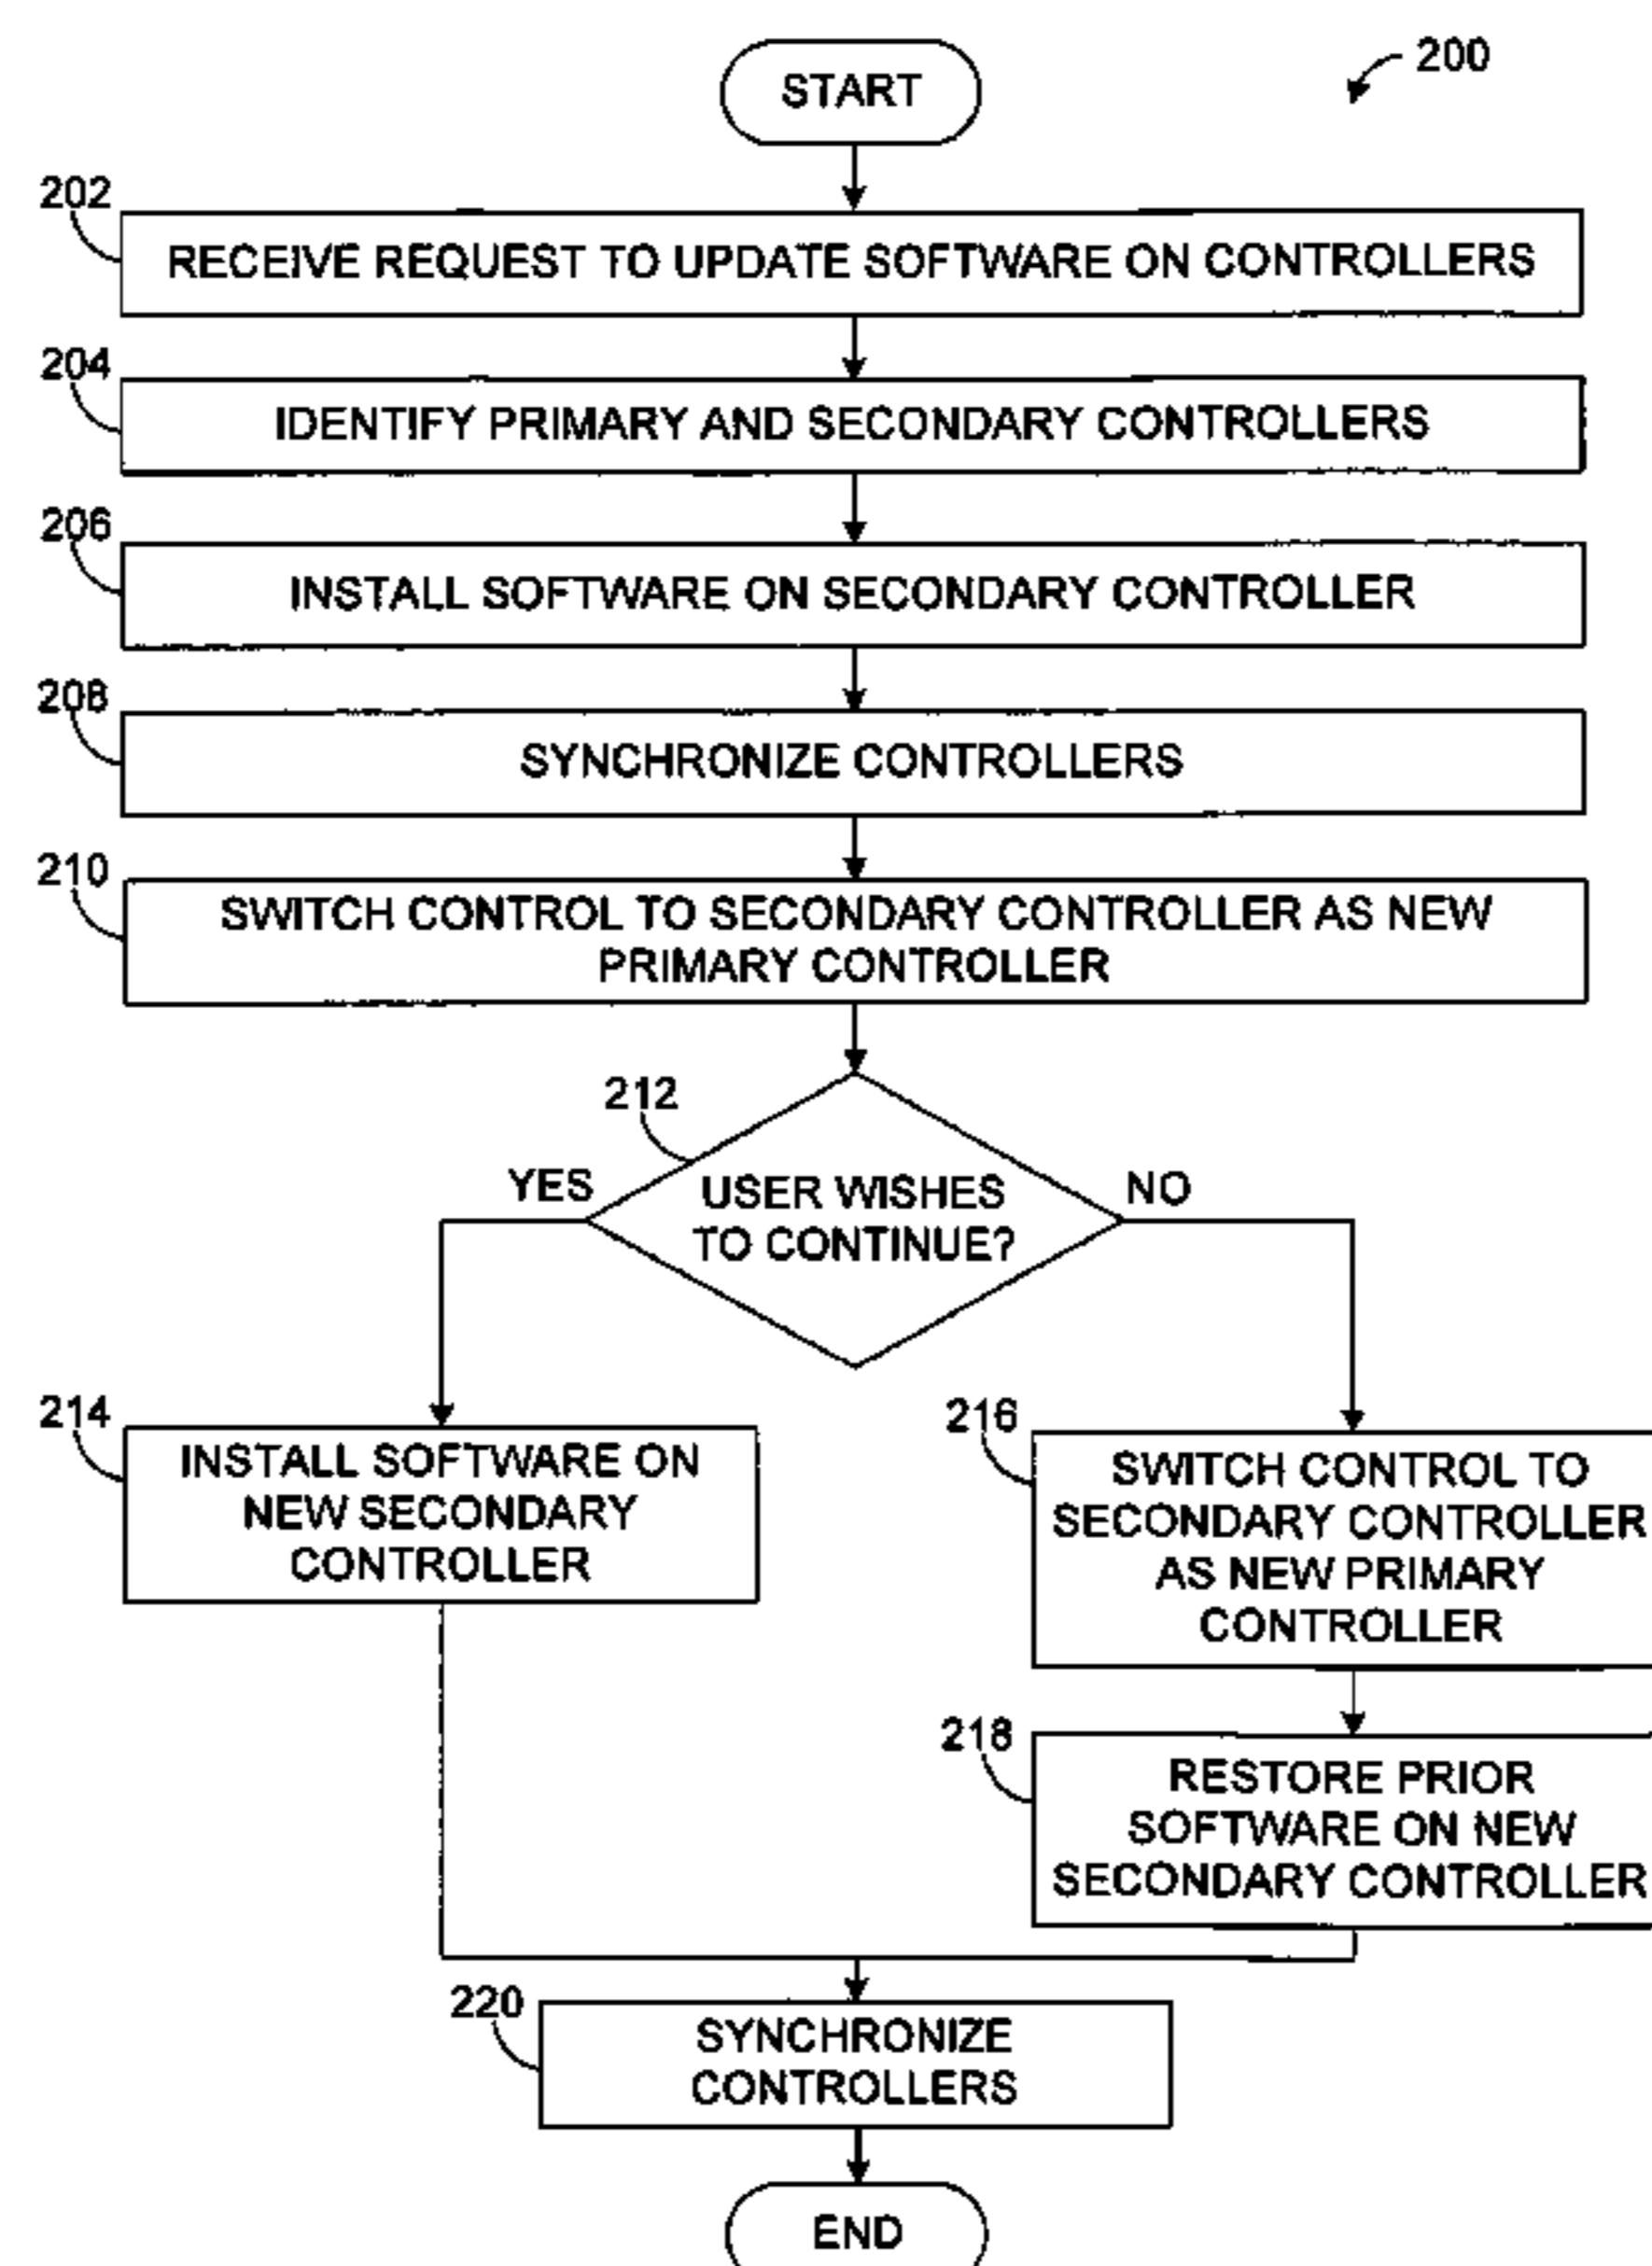 START
200
202
RECEIVE REQUEST TO UPDATE SOFTWARE ON CONTROLLERS
204
IDENTIFY PRIMARY AND SECONDARY CONTROLLERS
206
INSTALL SOFTWARE ON SECONDARY CONTROLLER
208
SYNCHRONIZE CONTROLLERS
210
SWITCH CONTROL TO SECONDARY CONTROLLER AS NEW
PRIMARY CONTROLLER
212
YES
USER WISHES
TO CONTINUE?
NO
214
INSTALL SOFTWARE ON
NEW SECONDARY
CONTROLLER
216
SWITCH CONTROL TO
SECONDARY CONTROLLER
AS NEW PRIMARY
CONTROLLER
218
RESTORE PRIOR
SOFTWARE ON NEW
SECONDARY CONTROLLER
220
SYNCHRONIZE
CONTROLLERS
END